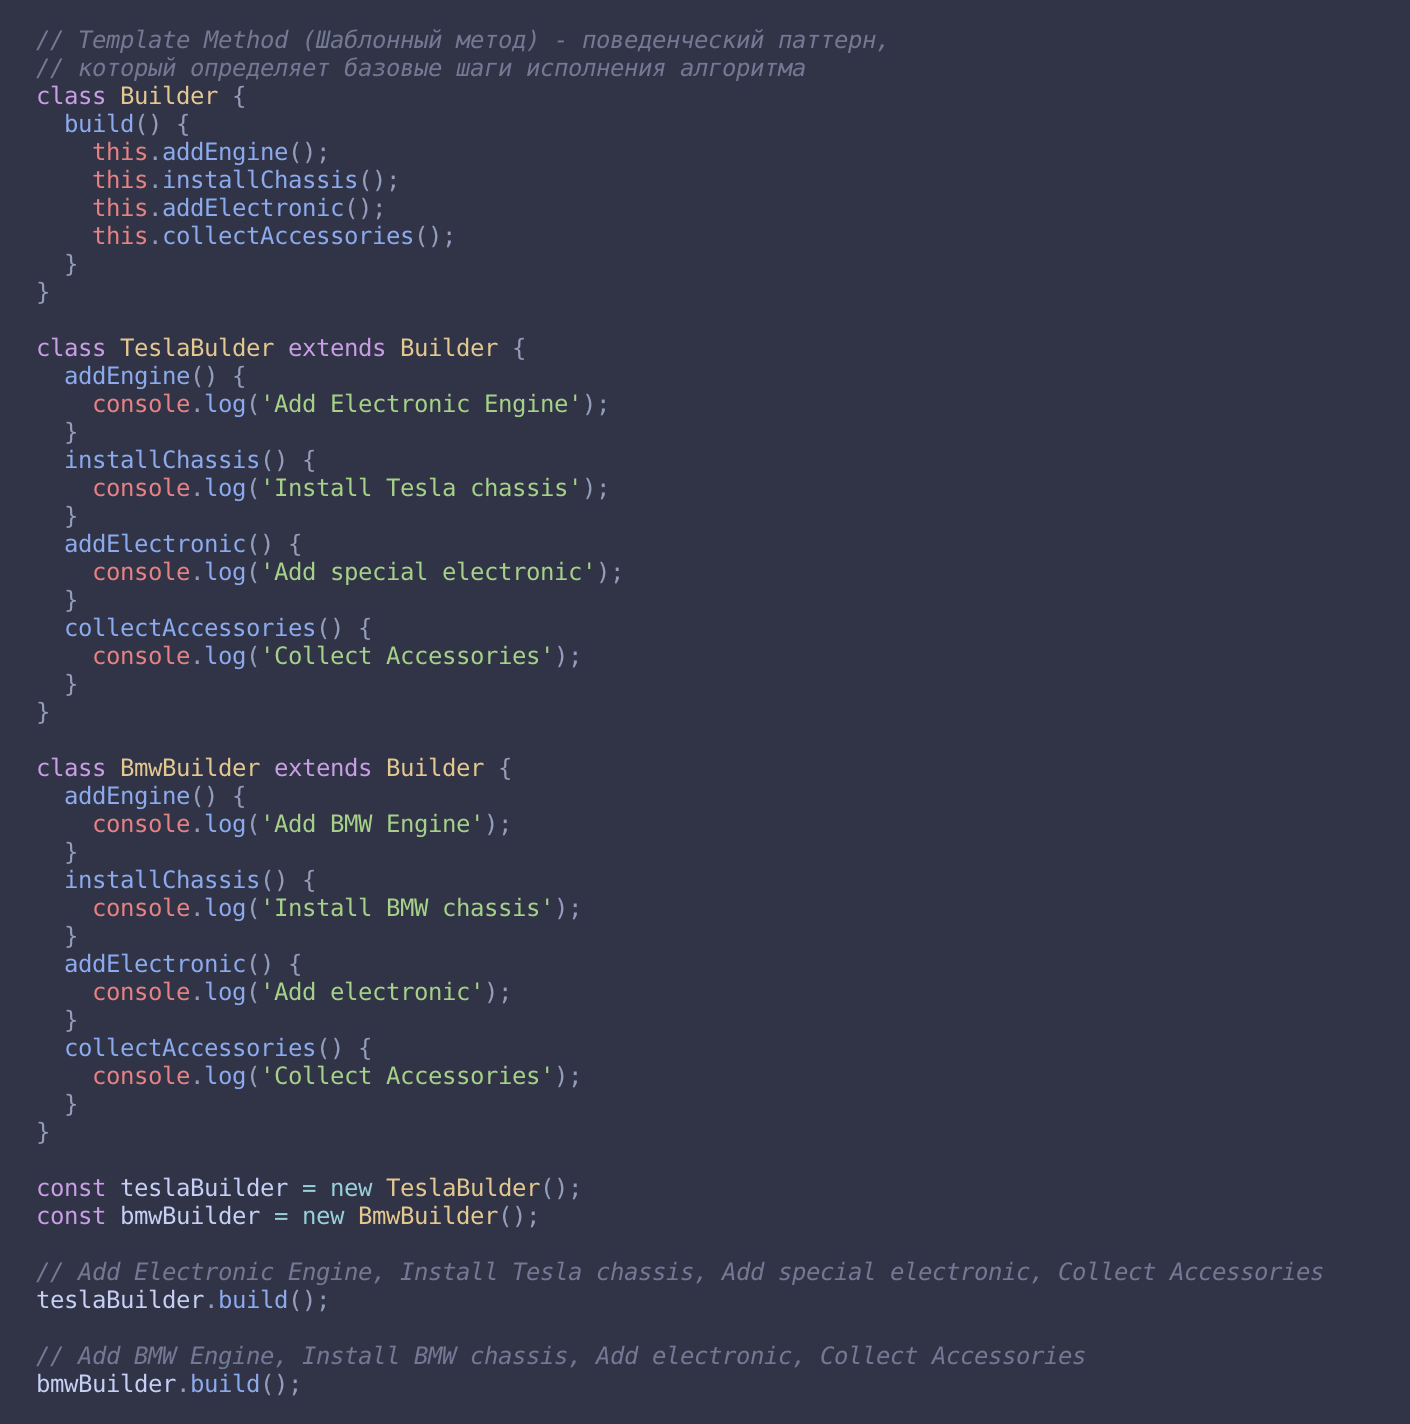 // Template Method (Шаблонный метод) - поведенческий паттерн,
// который определяет базовые шаги исполнения алгоритма
class Builder {
  build() {
    this.addEngine();
    this.installChassis();
    this.addElectronic();
    this.collectAccessories();
  }
}

class TeslaBulder extends Builder {
  addEngine() {
    console.log('Add Electronic Engine');
  }
  installChassis() {
    console.log('Install Tesla chassis');
  }
  addElectronic() {
    console.log('Add special electronic');
  }
  collectAccessories() {
    console.log('Collect Accessories');
  }
}

class BmwBuilder extends Builder {
  addEngine() {
    console.log('Add BMW Engine');
  }
  installChassis() {
    console.log('Install BMW chassis');
  }
  addElectronic() {
    console.log('Add electronic');
  }
  collectAccessories() {
    console.log('Collect Accessories');
  }
}

const teslaBuilder = new TeslaBulder();
const bmwBuilder = new BmwBuilder();

// Add Electronic Engine, Install Tesla chassis, Add special electronic, Collect Accessories
teslaBuilder.build();

// Add BMW Engine, Install BMW chassis, Add electronic, Collect Accessories
bmwBuilder.build();